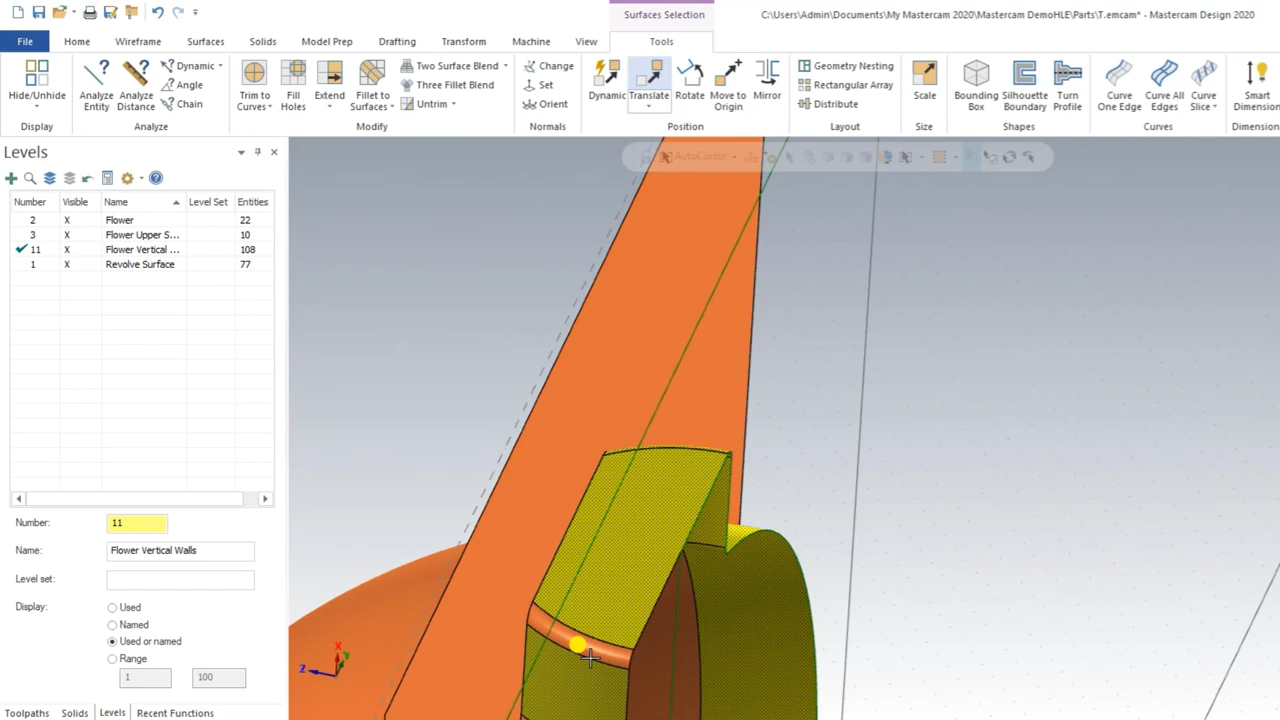 Surfaces Selection
C:\Users\Admin\Documents\My Mastercam 2020\Mastercam DemoHLE\Parts\T.emcam* - Mastercam Design 2020
File Home Wireframe Surfaces Solids Model Prep Drafting Transform Machine View Tools
Hide/Unhide
Display
Analyze Entity
Analyze Distance
Dynamic
Angle
Chain
Analyze
Trim to Curves
Fill Holes
Extend
Fillet to Surfaces
Two Surface Blend
Three Fillet Blend
Untrim
Modify
Change
Set
Orient
Normals
Dynamic
Translate
Rotate
Move to Origin
Mirror
Position
Geometry Nesting
Rectangular Array
Distribute
Layout
Scale
Size
Bounding Box
Silhouette Boundary
Turn Profile
Shapes
Curve One Edge
Curve All Edges
Curve Slice
Curves
Smart Dimension
Dimension
AutoCursor
Levels
Number Visible Name Level Set Entities
2 X Flower 22
3 X Flower Upper S... 10
11 X Flower Vertical ... 108
1 X Revolve Surface 77
Number: 11
Name: Flower Vertical Walls
Level set:
Display: Used
Named
Used or named
Range
1 100
X
Y
Z
Toolpaths Solids Levels Recent Functions